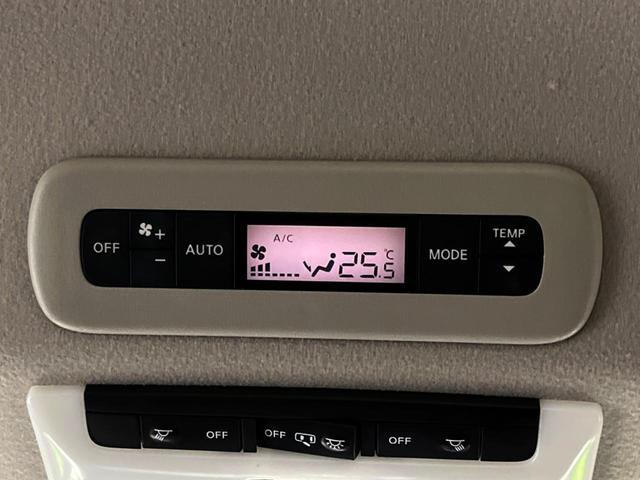 OFF + AUTO A/C 25.5 °C MODE TEMP
−
OFF OFF OFF